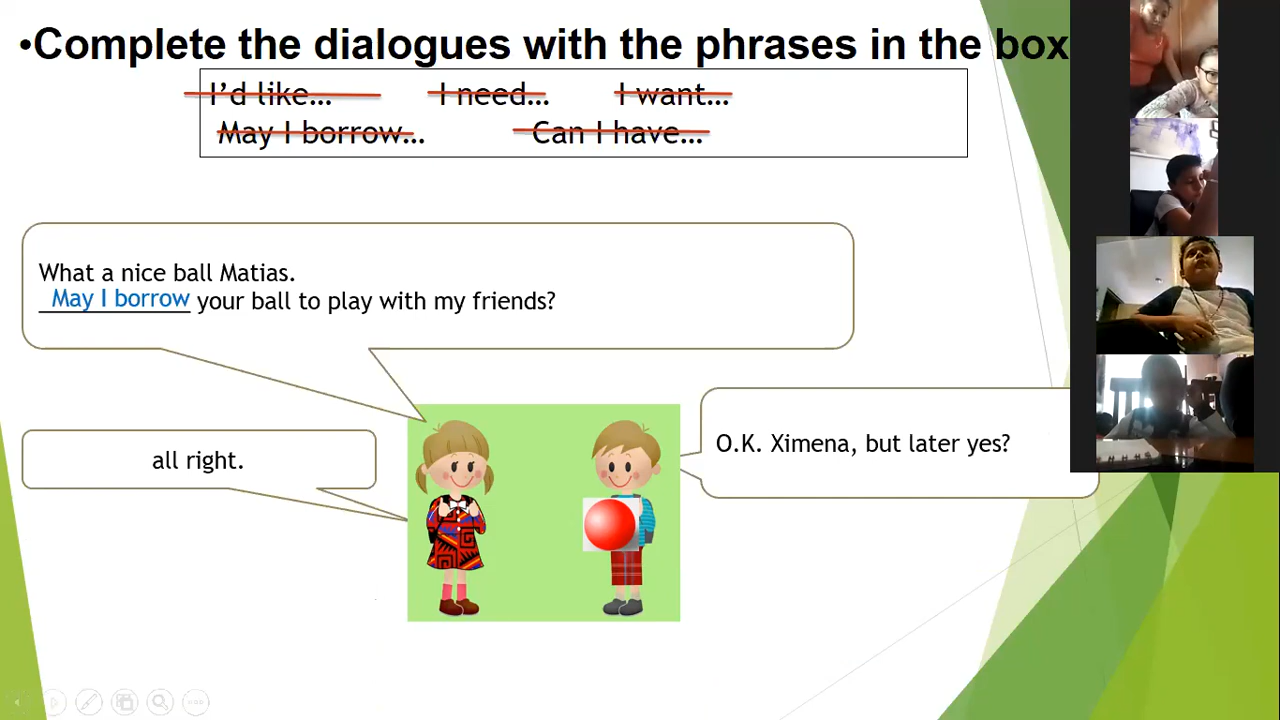 •Complete the dialogues with the phrases in the box
I'd like… I need… I want…
May I borrow… Can I have…
What a nice ball Matias.
May I borrow your ball to play with my friends?
all right.
O.K. Ximena, but later yes?